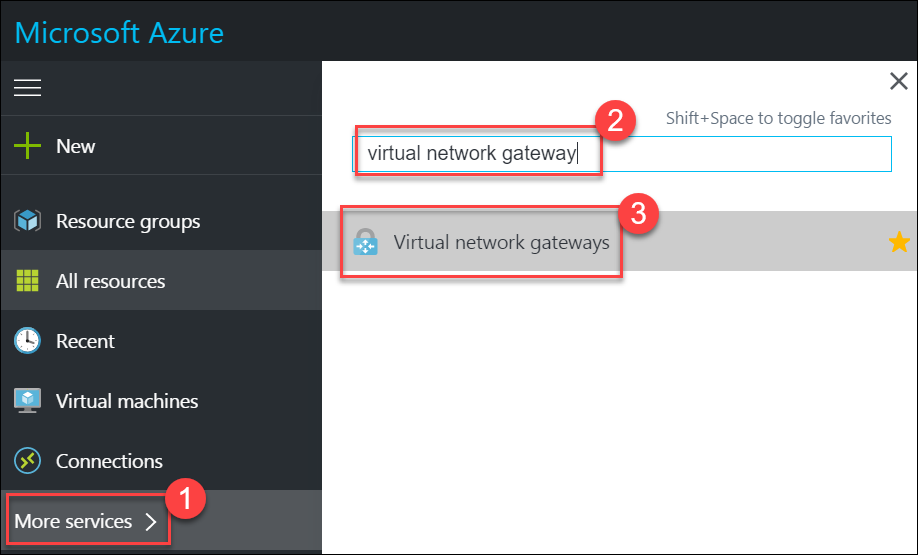 Microsoft Azure
New
Resource groups
All resources
Recent
Virtual machines
Connections
More services
1
Shift+Space to toggle favorites
2
virtual network gateway
3
Virtual network gateways